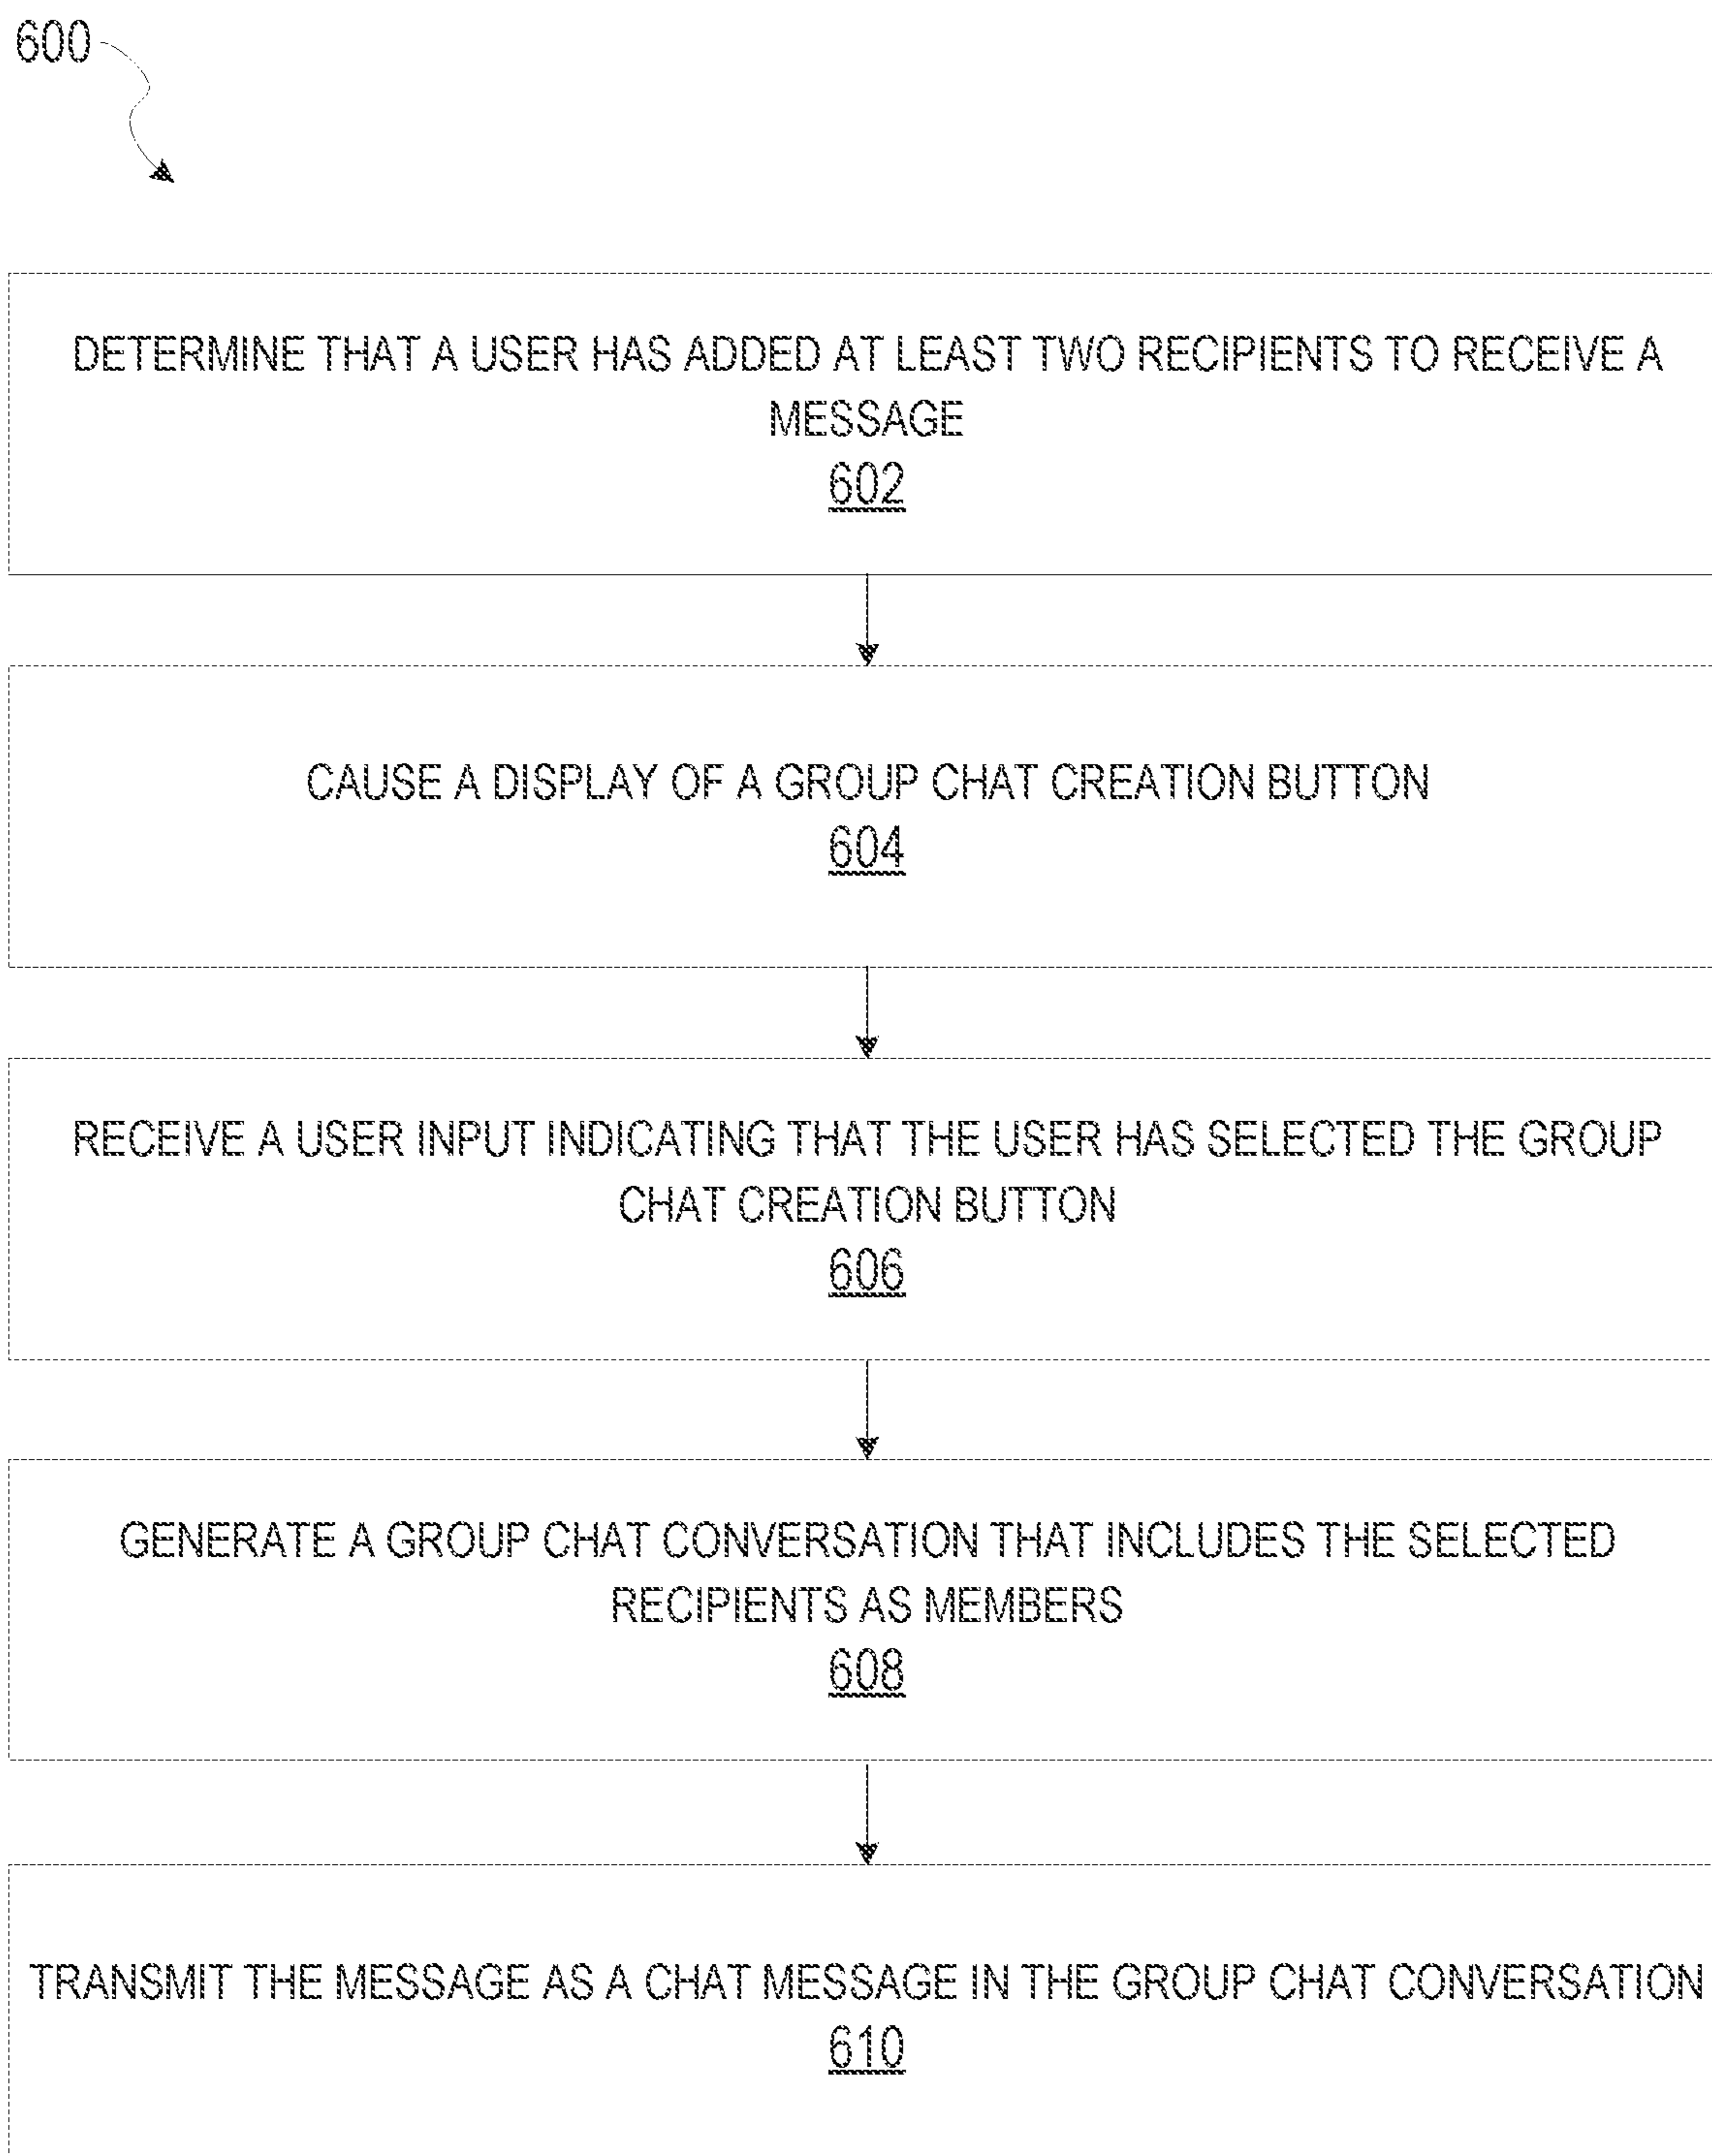 600
DETERMINE THAT A USER HAS ADDED AT LEAST TWO RECIPIENTS TO RECEIVE A
MESSAGE
602
CAUSE A DISPLAY OF A GROUP CHAT CREATION BUTTON
604
RECEIVE A USER INPUT INDICATING THAT THE USER HAS SELECTED THE GROUP
CHAT CREATION BUTTON
606
GENERATE A GROUP CHAT CONVERSATION THAT INCLUDES THE SELECTED
RECIPIENTS AS MEMBERS
608
TRANSMIT THE MESSAGE AS A CHAT MESSAGE IN THE GROUP CHAT CONVERSATION
610